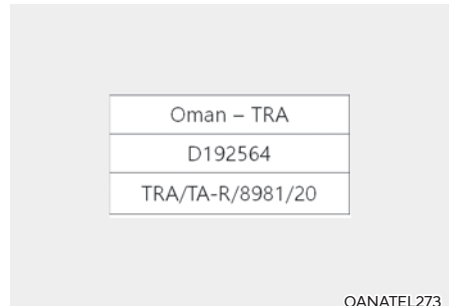 Oman – TRA
D192564
TRA/TA-R/8981/20
OANATEL273